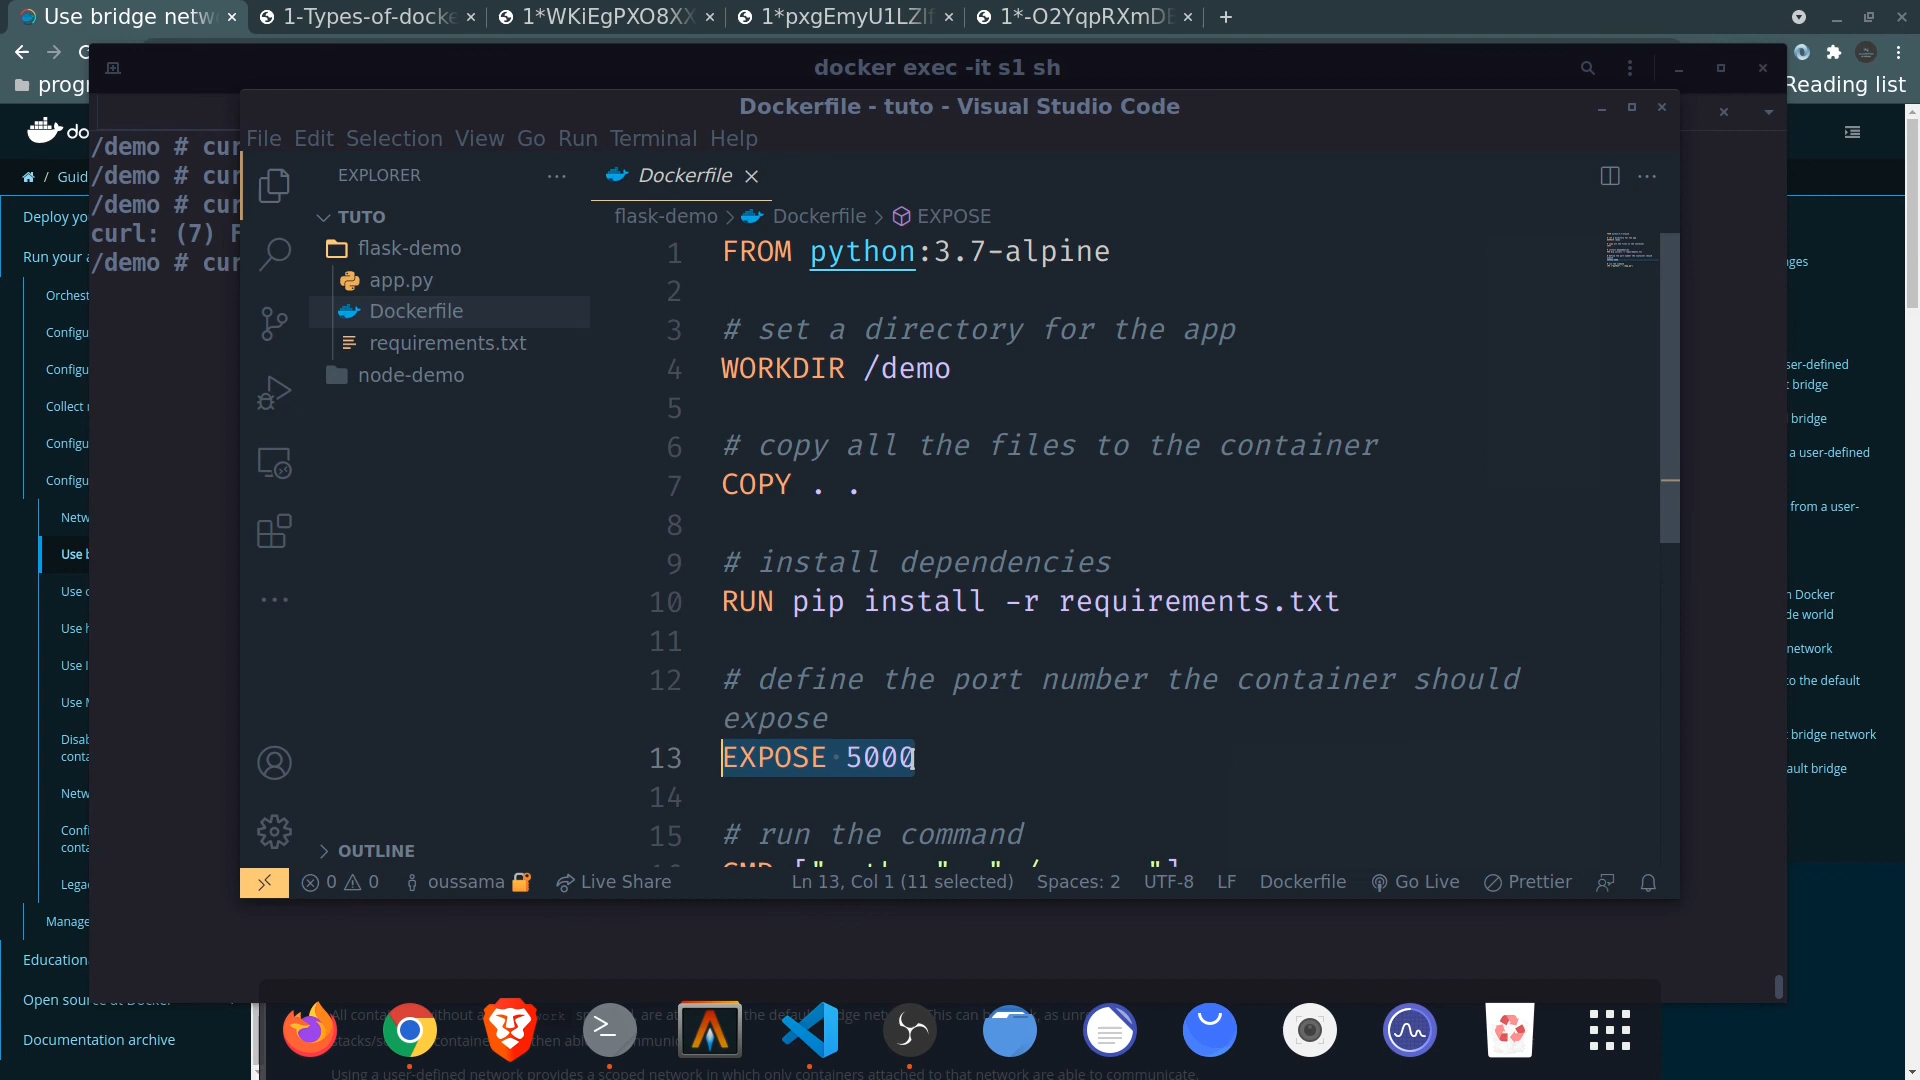 Use bridge netw
1-Types-of-docke
1*WKiEgPXO8XX
1*pxgEmyU1LZIf
1*-O2YqpRXmDE
Reading list
docker exec -it s1 sh
Dockerfile - tuto - Visual Studio Code
File Edit Selection View Go Run Terminal Help
/demo # cur
/demo # cur
/demo # cur
curl: (7) F
/demo # cur
Guid
Deploy yo
Run your a
Orchest
Configu
Configu
Collect
Configu
Configu
Netw
Use b
Use
Use h
Use
Use
Disab
conta
Netw
Confi
conta
Lega
Manage
Education
Open source at Docker
Documentation archive
EXPLORER
TUTO
flask-demo
app.py
Dockerfile
requirements.txt
node-demo
OUTLINE
Dockerfile
flask-demo > Dockerfile > EXPOSE
1 FROM python:3.7-alpine
2
3 # set a directory for the app
4 WORKDIR /demo
5
6 # copy all the files to the container
7 COPY . .
8
9 # install dependencies
10 RUN pip install -r requirements.txt
11
12 # define the port number the container should
expose
13 EXPOSE 5000
14
15 # run the command
0 0 oussama Live Share Ln 13, Col 1 (11 selected) Spaces: 2 UTF-8 LF Dockerfile Go Live Prettier
nges
ser-defined
t bridge
bridge
a user-defined
from a user-
Docker
de world
network
to the default
bridge network
ault bridge
Using a user-defined network provides a scoped network in which only containers attached to that network are able to communicate.